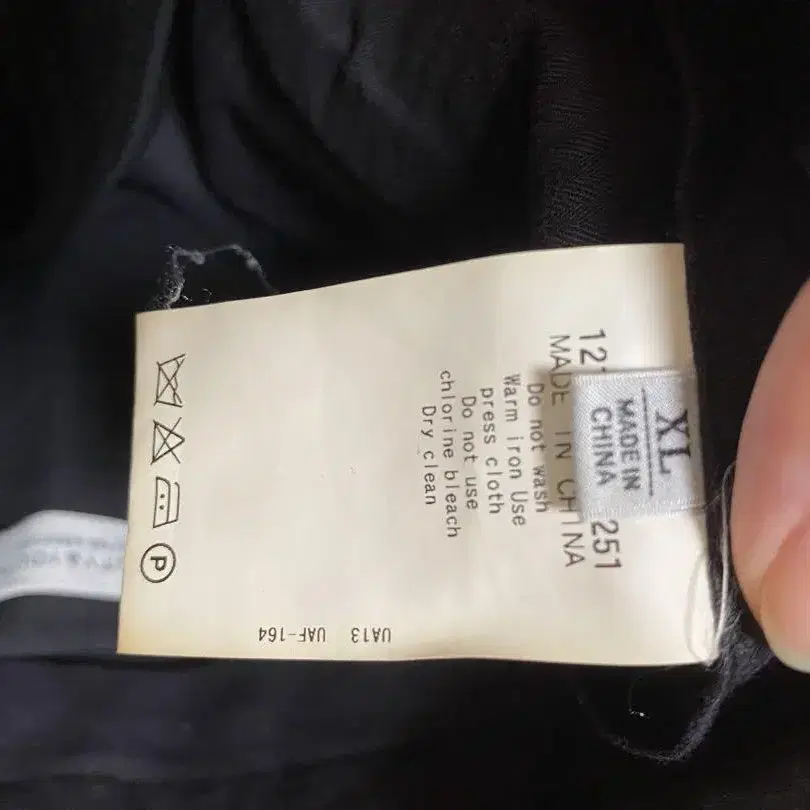 XL
MADE IN
CHINA
251
MADE IN CHINA
Do not wash
Warm iron Use
press cloth
Do not use
chlorine bleach
Dry clean
P
UA13 UAF-164